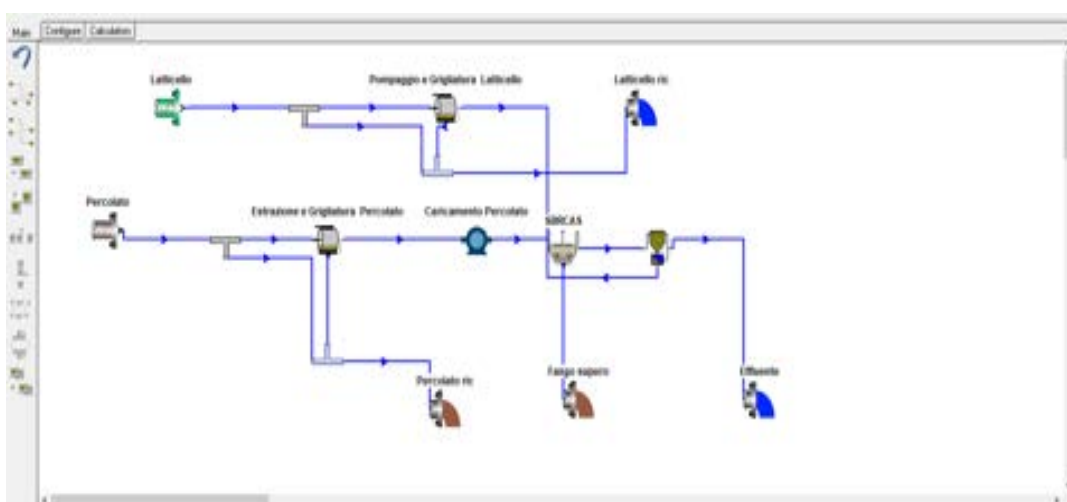 Main Configure Calculation
Latticello
Pompaggio e Grigliatura Latticello
Latticello ric
Percolato
Estrazione e Grigliatura Percolato
Caricamento Percolato
SBRCAS
Percolato ric
Fango supero
Effluente